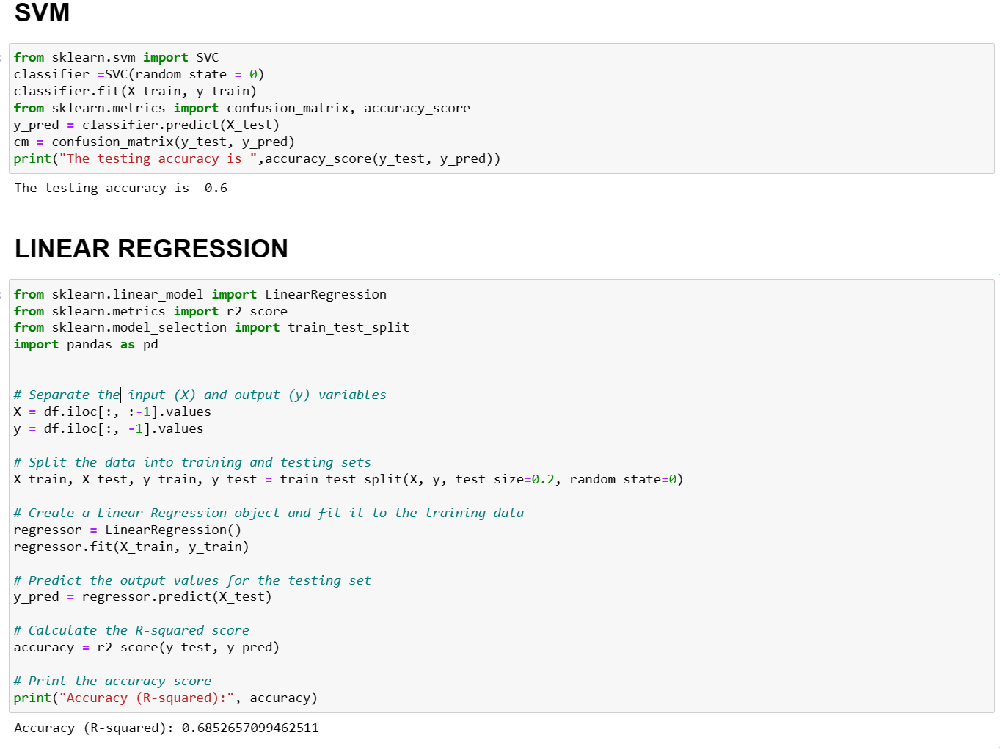 SVM
from sklearn.svm import SVC
classifier =SVC(random_state = 0)
classifier.fit(X_train, y_train)
from sklearn.metrics import confusion_matrix, accuracy_score
y_pred = classifier.predict(X_test)
cm = confusion_matrix(y_test, y_pred)
print("The testing accuracy is ",accuracy_score(y_test, y_pred))
The testing accuracy is  0.6
LINEAR REGRESSION
from sklearn.linear_model import LinearRegression
from sklearn.metrics import r2_score
from sklearn.model_selection import train_test_split
import pandas as pd
# Separate the input (X) and output (y) variables
X = df.iloc[:, :-1].values
y = df.iloc[:, -1].values
# Split the data into training and testing sets
X_train, X_test, y_train, y_test = train_test_split(X, y, test_size=0.2, random_state=0)
# Create a Linear Regression object and fit it to the training data
regressor = LinearRegression()
regressor.fit(X_train, y_train)
# Predict the output values for the testing set
y_pred = regressor.predict(X_test)
# Calculate the R-squared score
accuracy = r2_score(y_test, y_pred)
# Print the accuracy score
print("Accuracy (R-squared):", accuracy)
Accuracy (R-squared): 0.6852657099462511